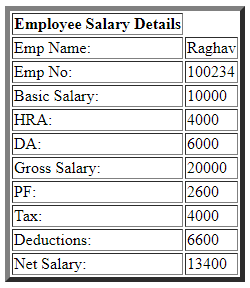 Employee Salary Details
Emp Name: Raghav
Emp No: 100234
Basic Salary: 10000
HRA: 4000
DA: 6000
Gross Salary: 20000
PF: 2600
Tax: 4000
Deductions: 6600
Net Salary: 13400